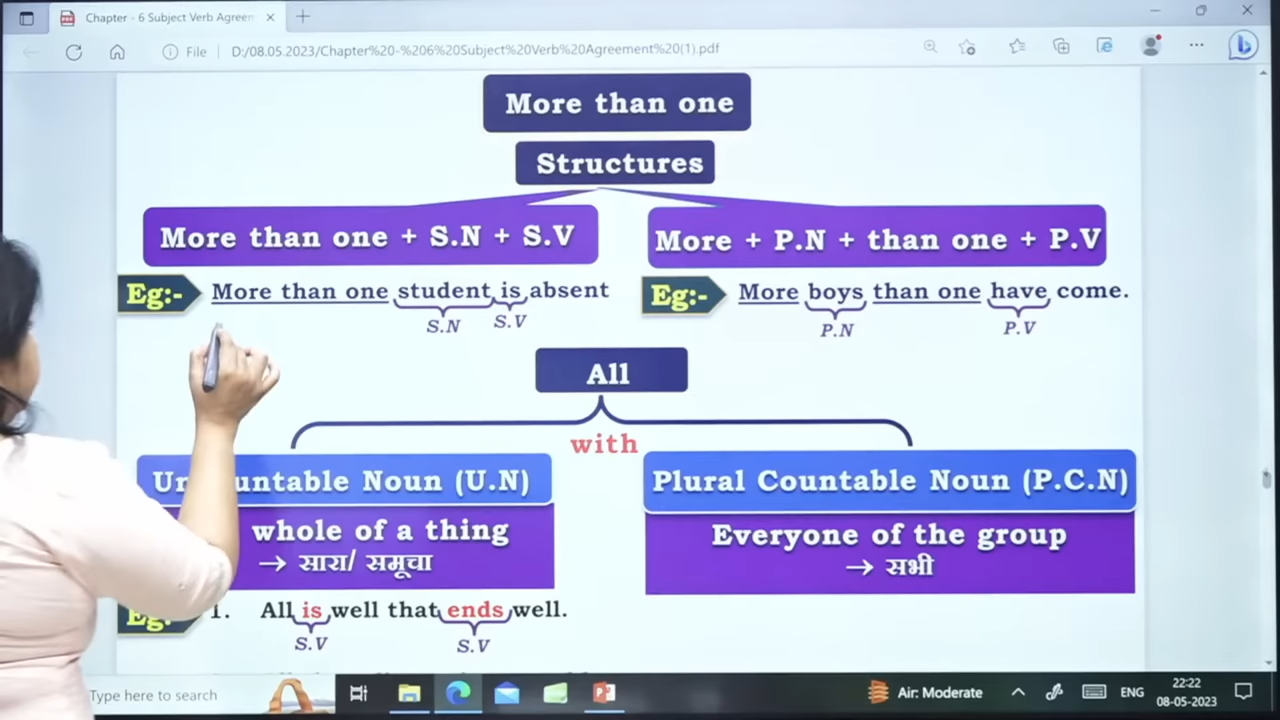 Chapter - 6 Subject Verb Agreem
File
D:/08.05.2023/Chapter%20-%206%20Subject%20Verb%20Agreement%20(1).pdf
More than one
Structures
More than one + S.N + S.V
More + P.N + than one + P.V
Eg:- More than one student is absent
S.N S.V
Eg:- More boys than one have come.
P.N P.V
All
with
Noun (U.N)
whole of a thing
→ सारा/ समूचा
Plural Countable Noun (P.C.N)
Everyone of the group
→ सभी
Eg: 1. All is well that ends well.
S.V S.V
Type here to search
Air: Moderate
ENG
22:22
08-05-2023